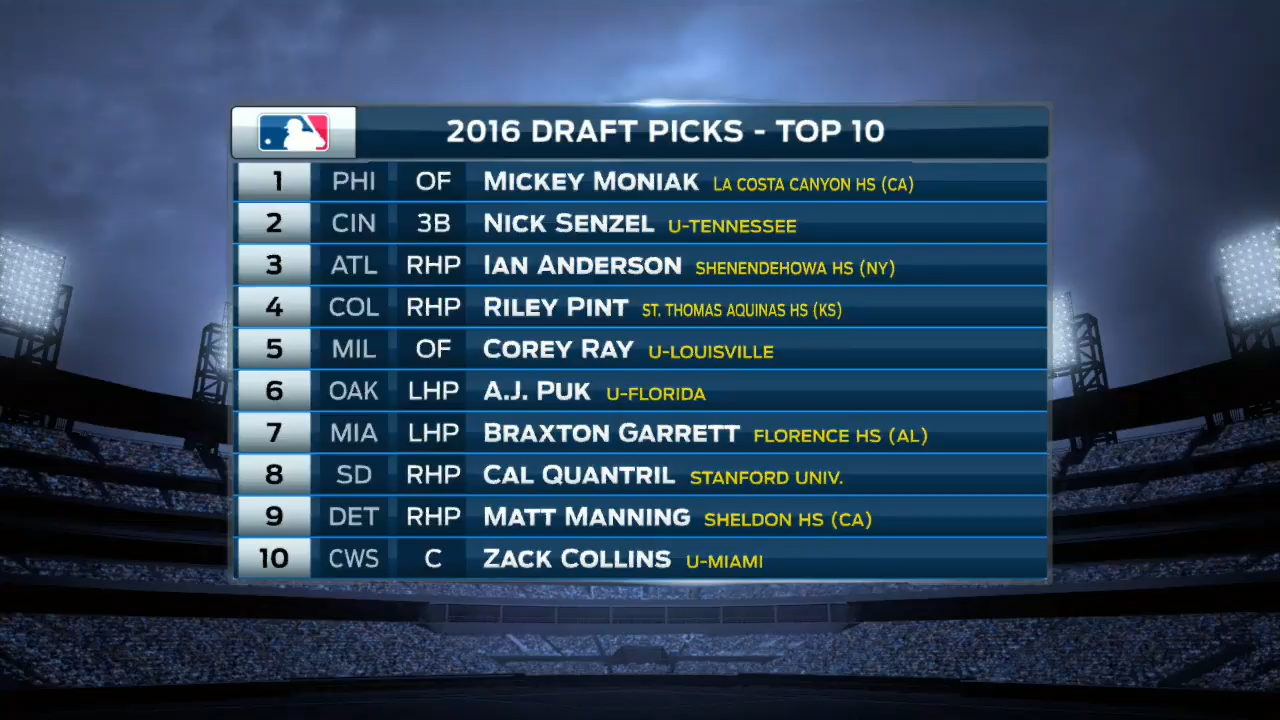 2016 DRAFT PICKS - TOP 10
1 PHI OF MICKEY MONIAK LA COSTA CANYON HS (CA)
2 CIN 3B NICK SENZEL U-TENNESSEE
3 ATL RHP IAN ANDERSON SHENENDEHOWA HS (NY)
4 COL RHP RILEY PINT ST. THOMAS AQUINAS HS (KS)
5 MIL OF COREY RAY U-LOUISVILLE
6 OAK LHP A.J. PUK U-FLORIDA
7 MIA LHP BRAXTON GARRETT FLORENCE HS (AL)
8 SD RHP CAL QUANTRIL STANFORD UNIV.
9 DET RHP MATT MANNING SHELDON HS (CA)
10 CWS C ZACK COLLINS U-MIAMI